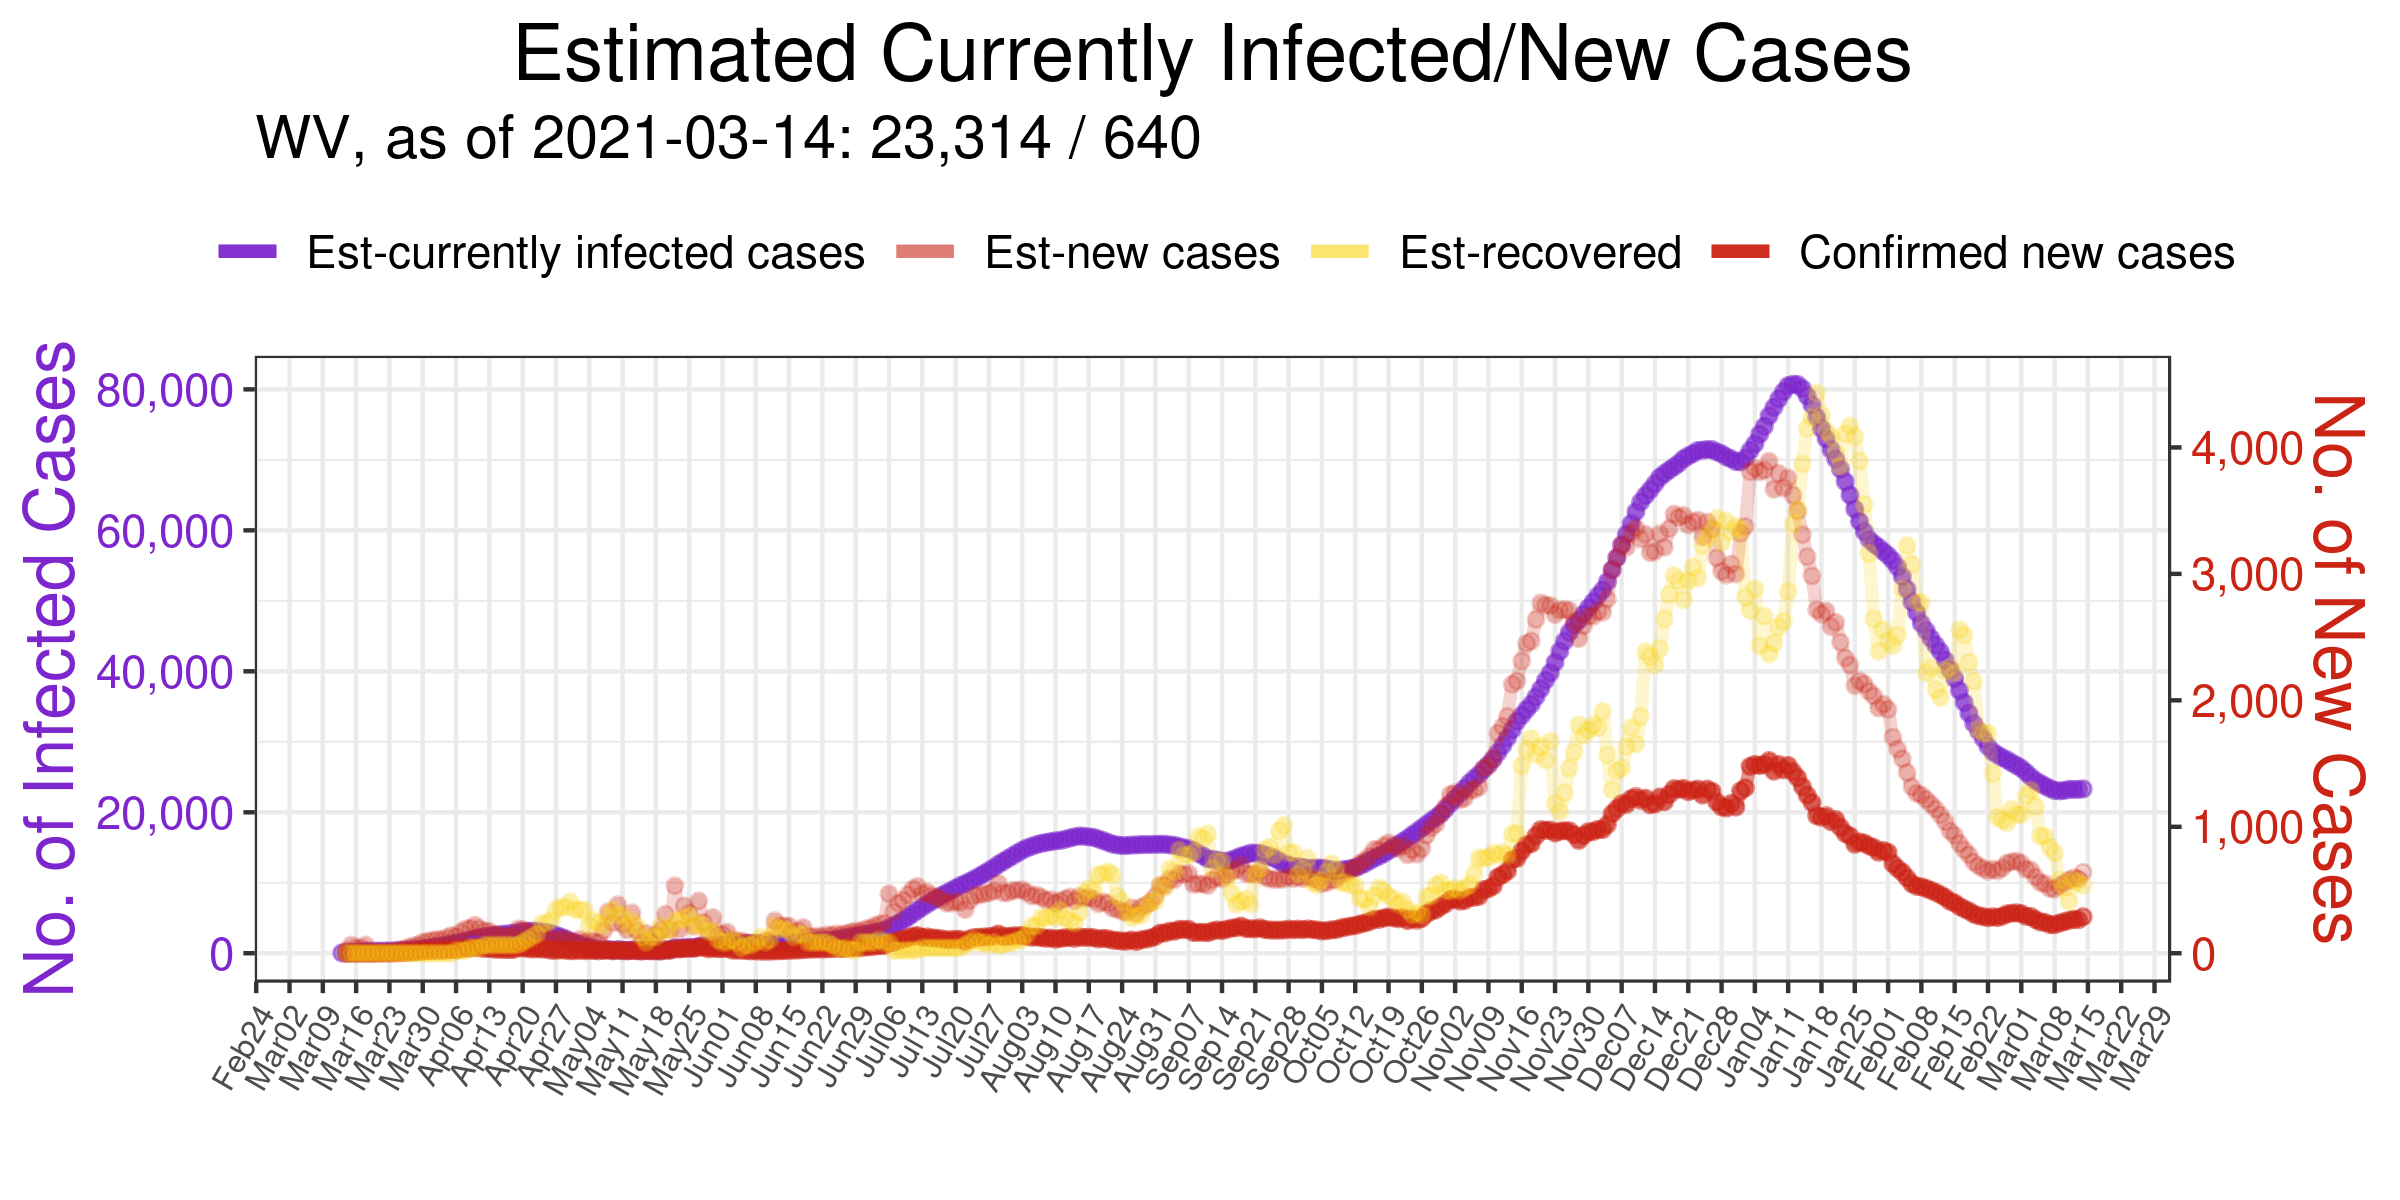 Estimated Currently Infected/New Cases
WV, as of 2021-03-14: 23,314 / 640
Est-currently infected cases Est-new cases Est-recovered Confirmed new cases
No. of Infected Cases
80,000
60,000
40,000
20,000
0
4,000
3,000
2,000
1,000
0
No. of New Cases
Feb24 Mar02 Mar09 Mar16 Mar23 Mar30 Apr06 Apr13 Apr20 Apr27 May04 May11 May18 May25 Jun01 Jun08 Jun15 Jun22 Jun29 Jul06 Jul13 Jul20 Jul27 Aug03 Aug10 Aug17 Aug24 Aug31 Sep07 Sep14 Sep21 Sep28 Oct05 Oct12 Oct19 Oct26 Nov02 Nov09 Nov16 Nov23 Nov30 Dec07 Dec14 Dec21 Dec28 Jan04 Jan11 Jan18 Jan25 Feb01 Feb08 Feb15 Feb22 Mar01 Mar08 Mar15 Mar22 Mar29